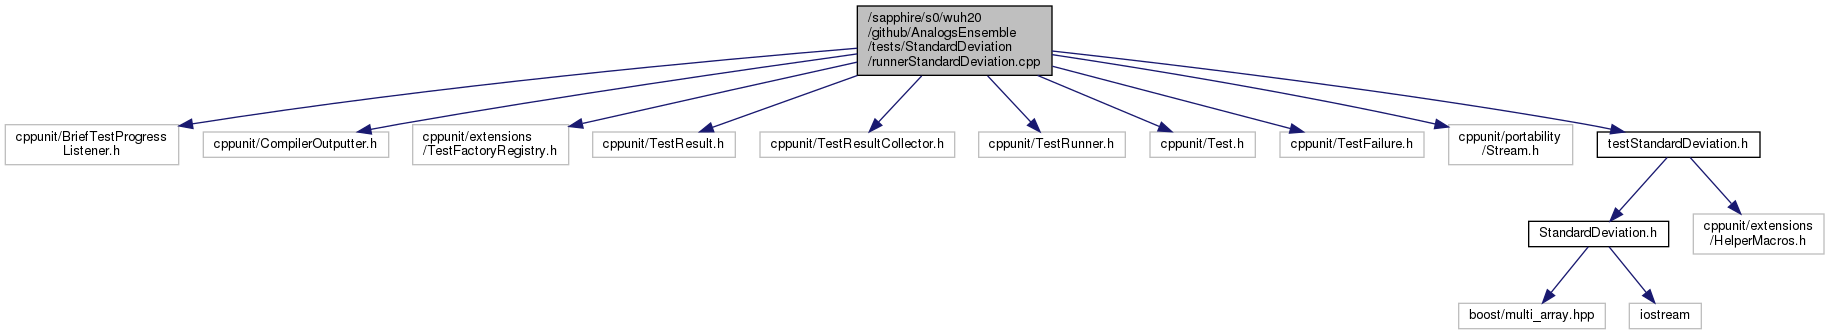 /sapphire/s0/wuh20
/github/AnalogsEnsemble
/tests/StandardDeviation
/runnerStandardDeviation.cpp
cppunit/BriefTestProgress
Listener.h
cppunit/CompilerOutputter.h
cppunit/extensions
/TestFactoryRegistry.h
cppunit/TestResult.h
cppunit/TestResultCollector.h
cppunit/TestRunner.h
cppunit/Test.h
cppunit/TestFailure.h
cppunit/portability
/Stream.h
testStandardDeviation.h
StandardDeviation.h
cppunit/extensions
/HelperMacros.h
boost/multi_array.hpp
iostream